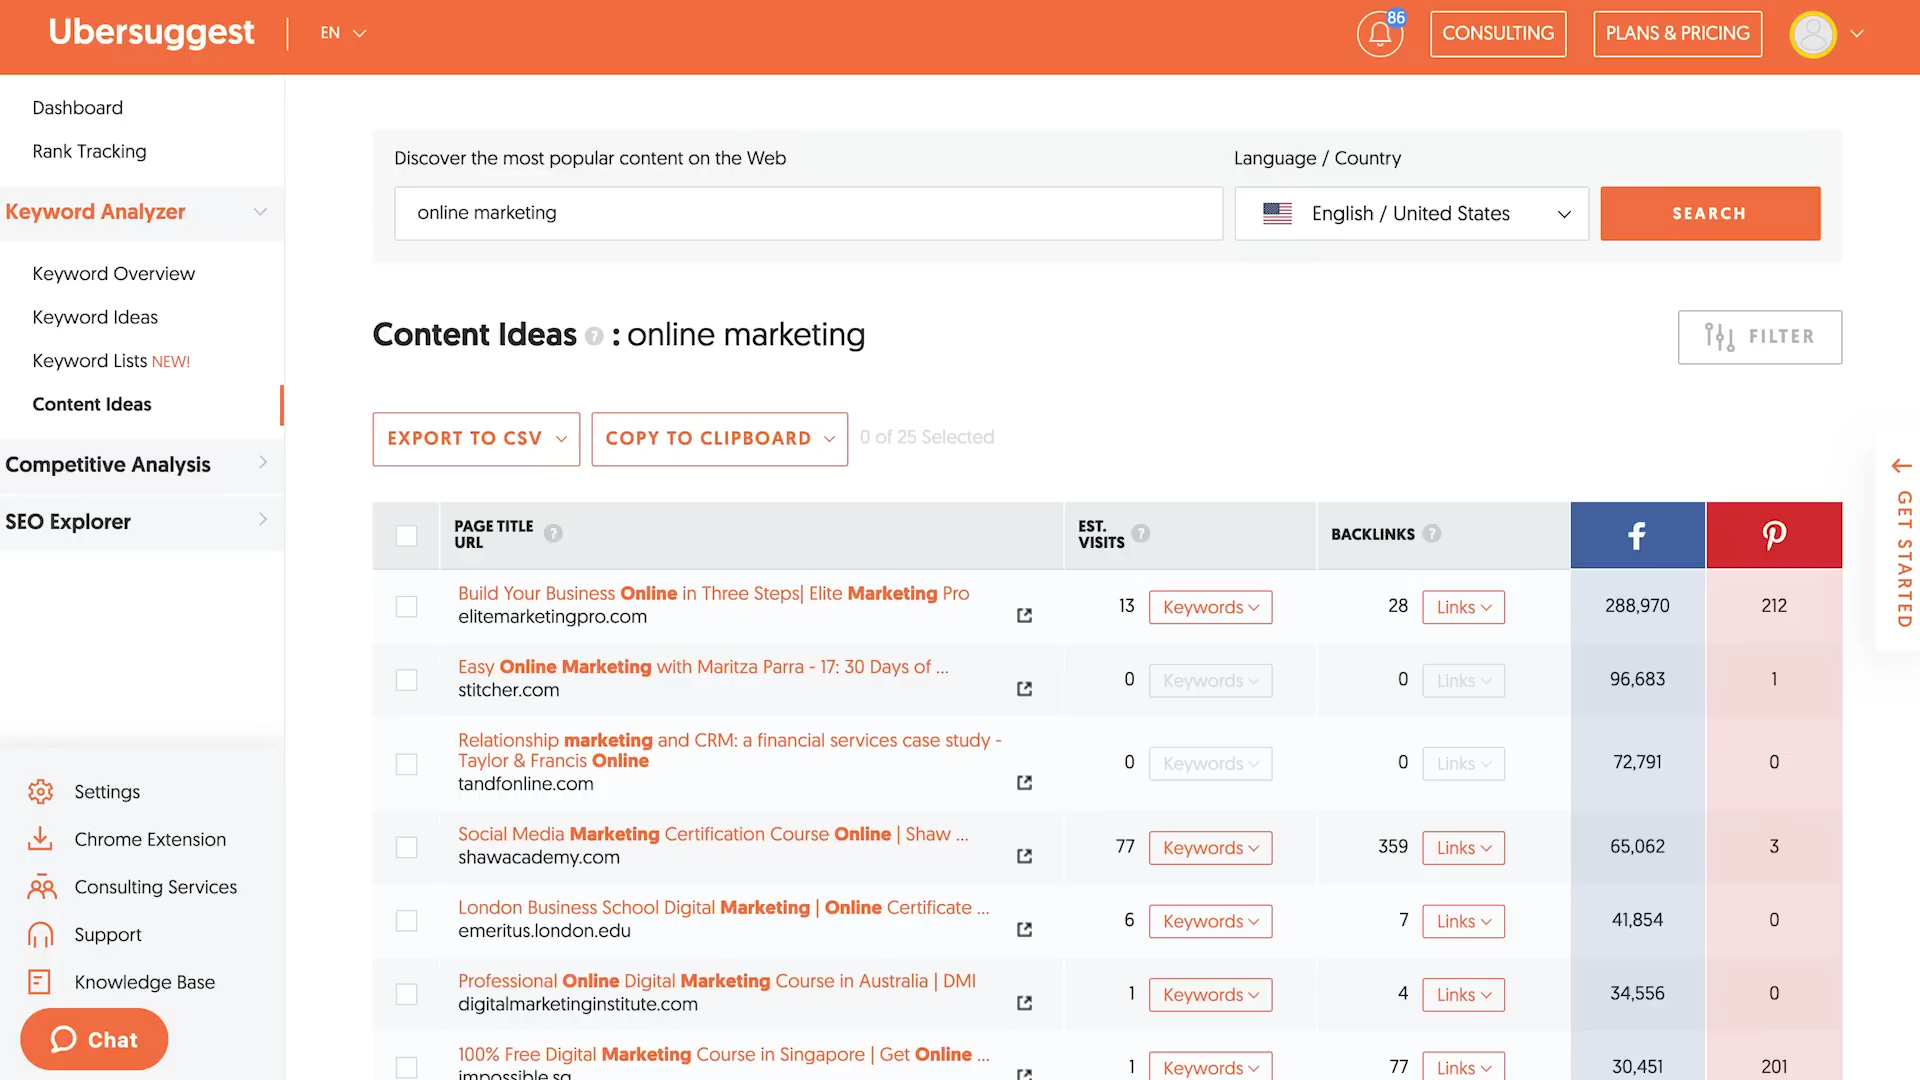 Ubersuggest
EN
86
CONSULTING
PLANS & PRICING
Dashboard
Rank Tracking
Keyword Analyzer
Keyword Overview
Keyword Ideas
Keyword Lists NEW!
Content Ideas
Competitive Analysis
SEO Explorer
Settings
Chrome Extension
Consulting Services
Support
Knowledge Base
Chat
Discover the most popular content on the Web
Language / Country
online marketing
English / United States
SEARCH
Content Ideas ? : online marketing
FILTER
EXPORT TO CSV
COPY TO CLIPBOARD
0 of 25 Selected
PAGE TITLE
URL ?
EST.
VISITS ?
BACKLINKS ?
Build Your Business Online in Three Steps| Elite Marketing Pro
elitemarketingpro.com
13 Keywords 28 Links 288,970 212
Easy Online Marketing with Maritza Parra - 17: 30 Days of ...
stitcher.com
0 Keywords 0 Links 96,683 1
Relationship marketing and CRM: a financial services case study -
Taylor & Francis Online
tandfonline.com
0 Keywords 0 Links 72,791 0
Social Media Marketing Certification Course Online | Shaw ...
shawacademy.com
77 Keywords 359 Links 65,062 3
London Business School Digital Marketing | Online Certificate ...
emeritus.london.edu
6 Keywords 7 Links 41,854 0
Professional Online Digital Marketing Course in Australia | DMI
digitalmarketinginstitute.com
1 Keywords 4 Links 34,556 0
100% Free Digital Marketing Course in Singapore | Get Online ...
impossible.sg
1 Keywords 77 Links 30,451 201
GET STARTED